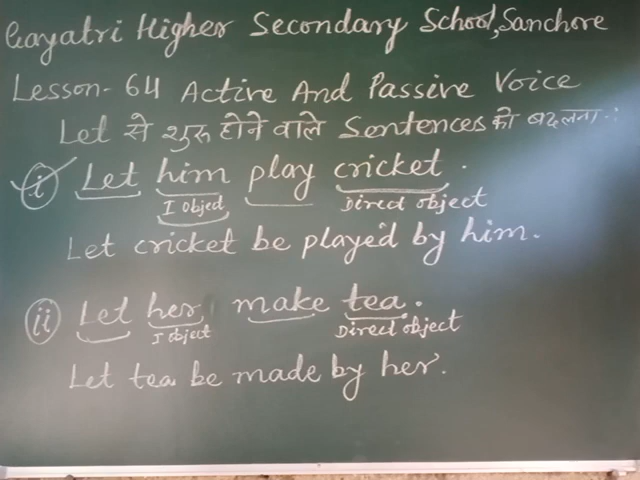 Gayatri Higher Secondary School, Sanchore
Lesson- 64 Active And Passive Voice
Let से शुरू होने वाले Sentences को बदलना.:
(i) Let him play cricket.
I Object Direct object
Let cricket be played by him.
(ii) Let her make tea.
I object Direct object
Let tea be made by her.